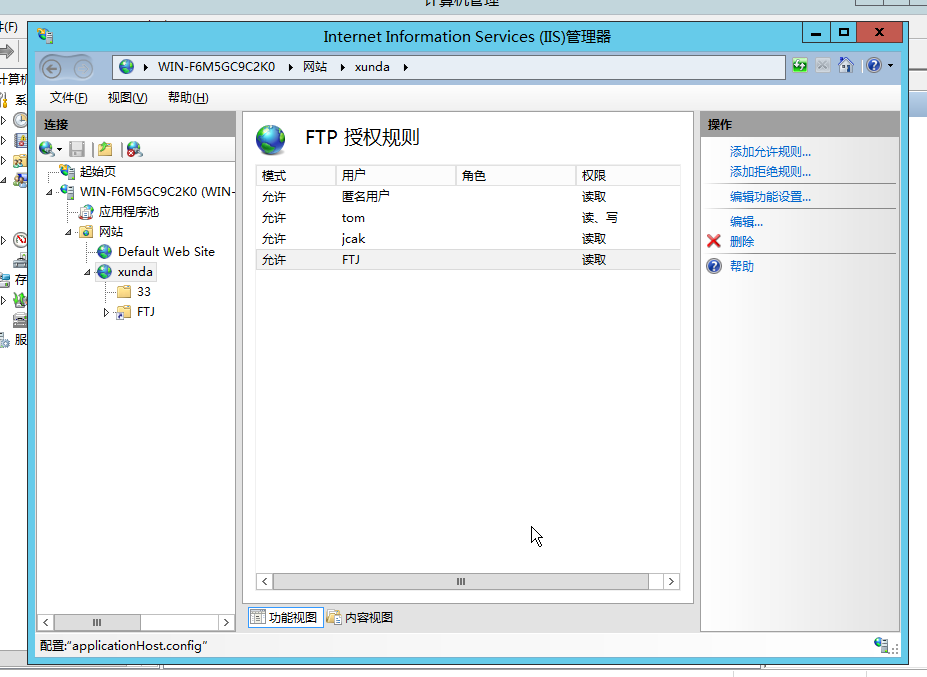 计算机管理
Internet Information Services (IIS)管理器
WIN-F6M5GC9C2K0 网站 xunda
文件(F) 视图(V) 帮助(H)
连接
起始页
WIN-F6M5GC9C2K0 (WIN-
应用程序池
网站
Default Web Site
xunda
33
FTJ
FTP 授权规则
模式 用户 角色 权限
允许 匿名用户 读取
允许 tom 读、写
允许 jcak 读取
允许 FTJ 读取
功能视图 内容视图
操作
添加允许规则...
添加拒绝规则...
编辑功能设置...
编辑...
删除
帮助
配置:"applicationHost.config"
(F)
计算机
系
存
服